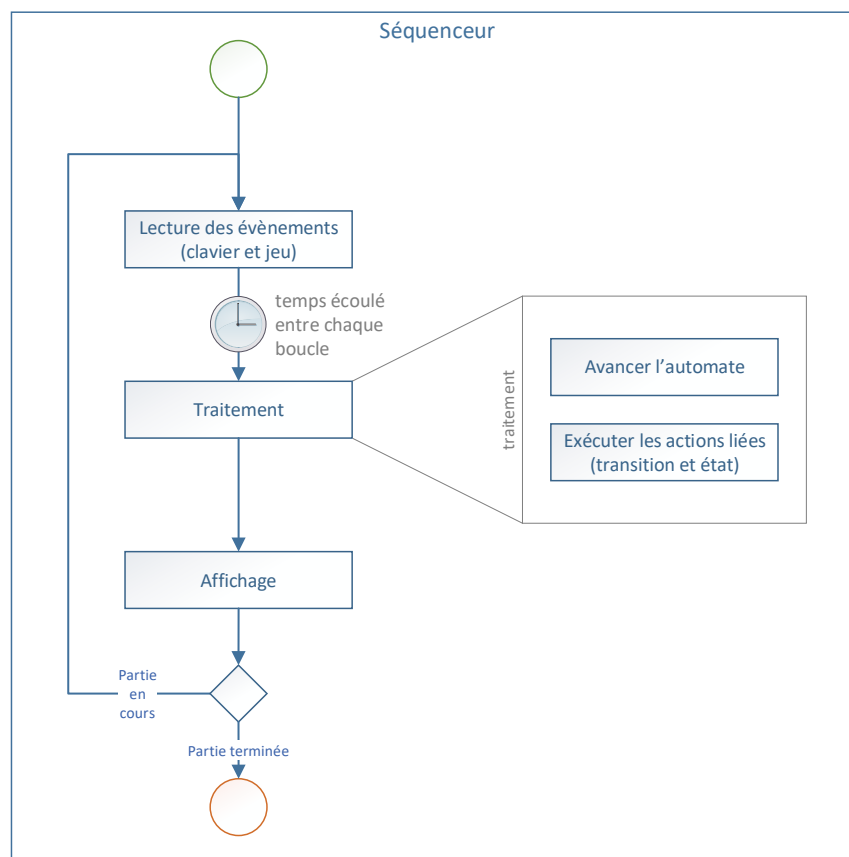 Séquenceur
Lecture des évènements
(clavier et jeu)
temps écoulé
entre chaque
boucle
Traitement
traitement
Avancer l’automate
Exécuter les actions liées
(transition et état)
Affichage
Partie
en
cours
Partie terminée